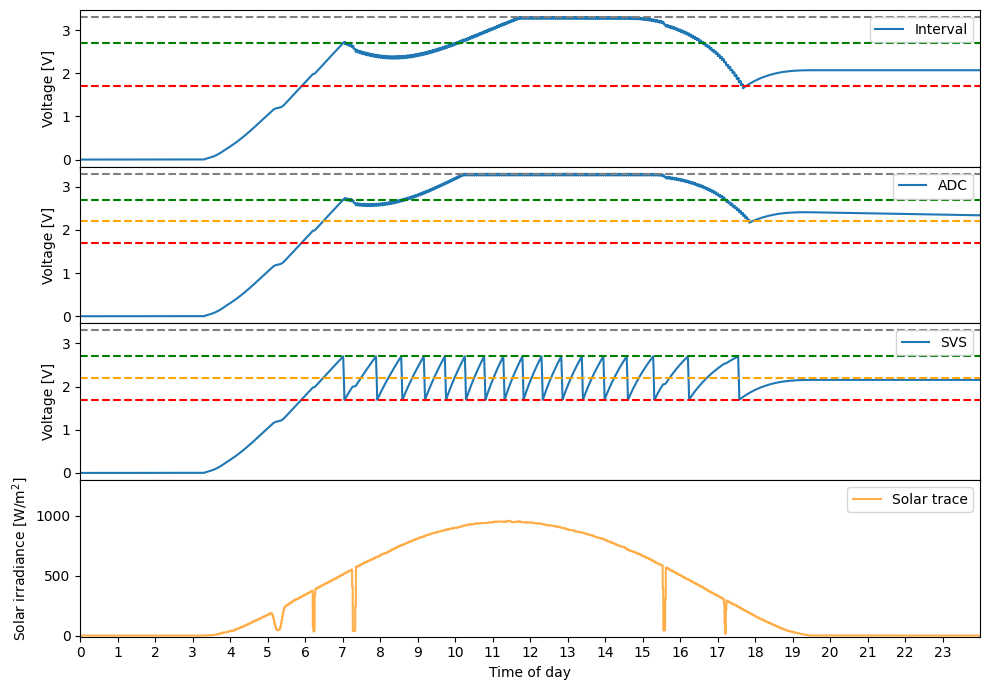 3
2
1
0
Voltage [V]
Interval
3
2
1
0
Voltage [V]
ADC
3
2
1
0
Voltage [V]
SVS
1000
500
0
Solar irradiance [W/m²]
Solar trace
0 1 2 3 4 5 6 7 8 9 10 11 12 13 14 15 16 17 18 19 20 21 22 23
Time of day